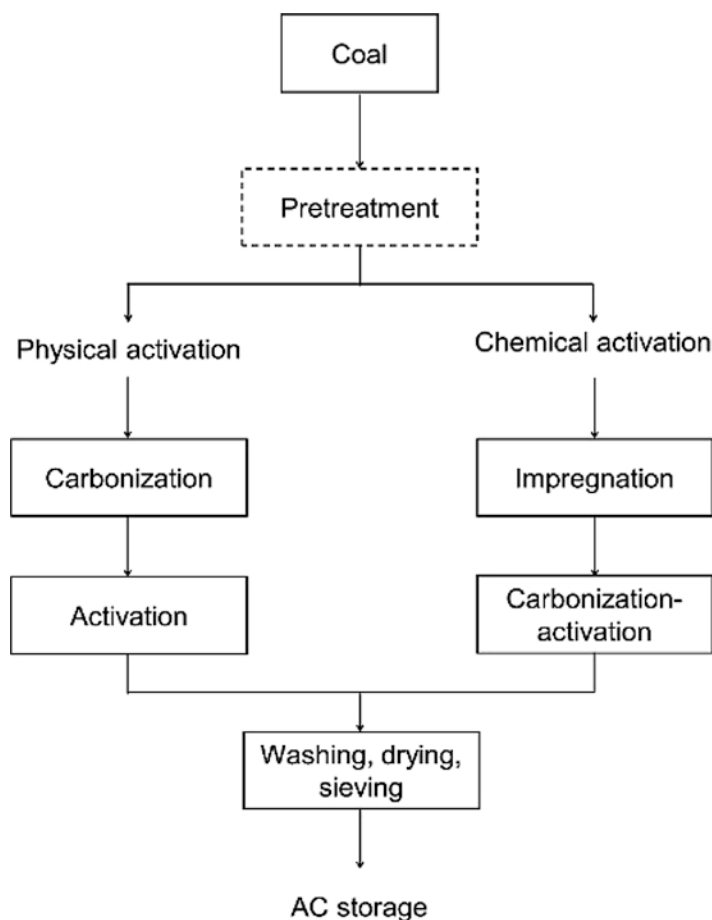 Coal
Pretreatment
Physical activation
Chemical activation
Carbonization
Impregnation
Activation
Carbonization-
activation
Washing, drying,
sieving
AC storage